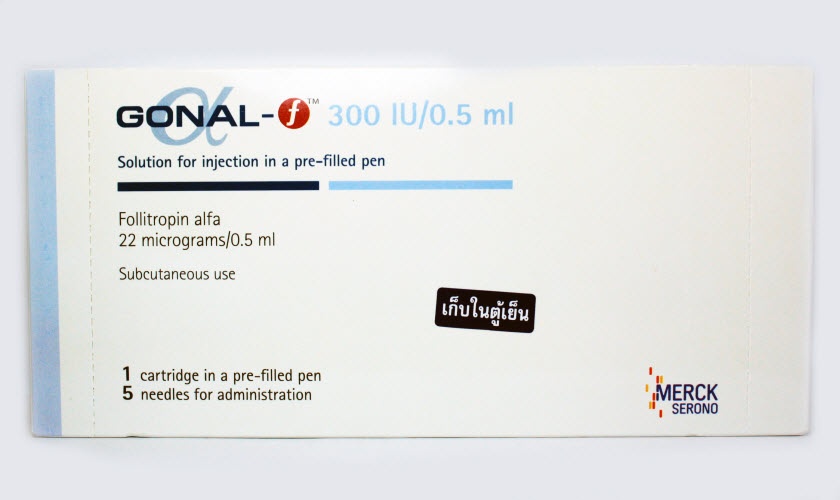 GONAL-f™ 300 IU/0.5 ml
Solution for injection in a pre-filled pen
Follitropin alfa
22 micrograms/0.5 ml
Subcutaneous use
เก็บในตู้เย็น
1 cartridge in a pre-filled pen
5 needles for administration
MERCK
SERONO